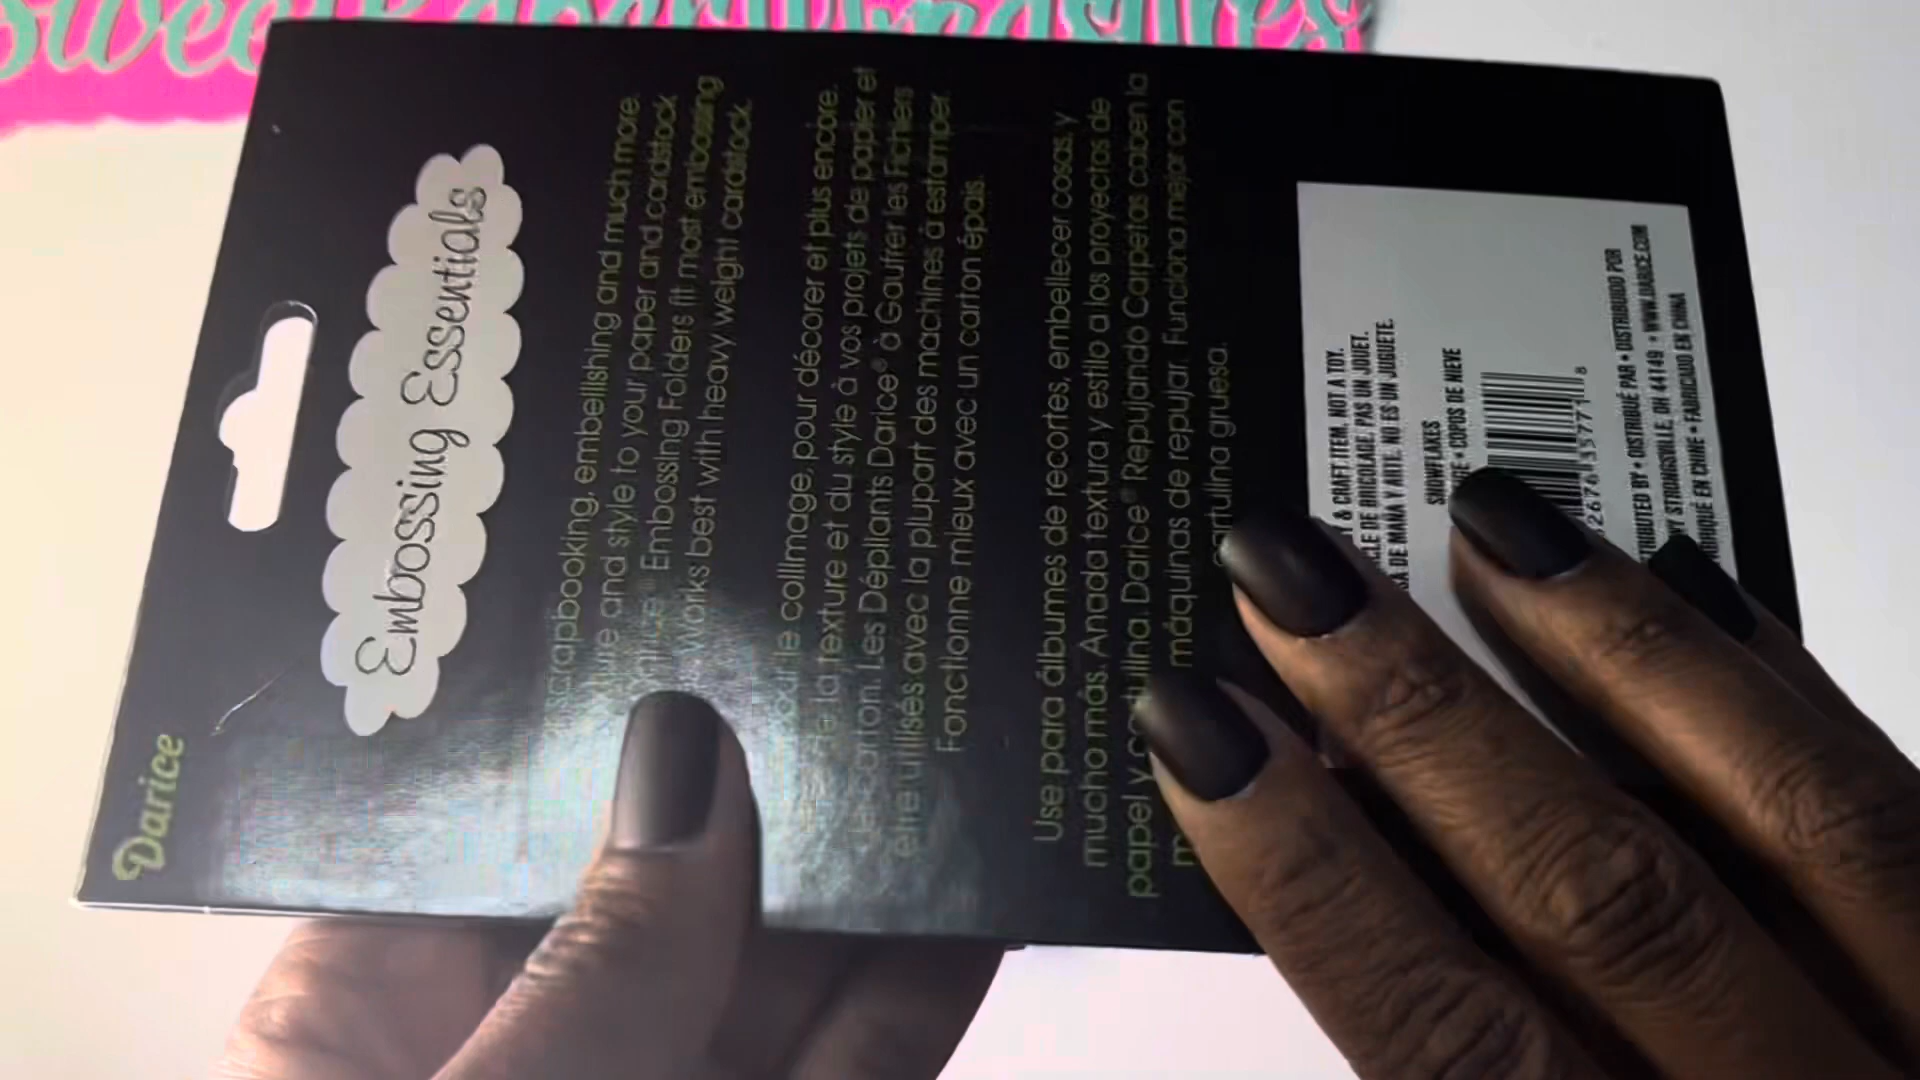 Darice
Embossing Essentials
scrapbooking, embellishing and much more.
and style to your paper and cardstock
Embossing Folders fit most embossing
Works best with heavy weight cardstock.
le collimage, pour décorer et plus encore.
la texture et du style à vos projets de papier et
le carton. Les Dépliants Darice® à Gaufrer les Fichiers
être utilisés avec la plupart des machines à estamper.
Fonctionne mieux avec un carton épais.
Use para álbumes de recortes, embellecer cosas, y
mucho más. Anada textura y estilo a los proyectos de
papel y cartulina. Darice® Repujando Carpetas caben la
máquinas de repujar. Funciona mejor con
cartulina gruesa.
& CRAFT ITEM. NOT A TOY.
DE BRICOLAGE. PAS UN JOUET.
DE MARA Y ARTE. NO ES UN JUGUETE.
SNOWFLAKES
• COPOS DE NIEVE
8
BY • DISTRIBUÉ PAR • DISTRIBUIDO POR
STRONGSVILLE, OH 44149 • WWW.DARICE.COM
EN CHINE • FABRICADO EN CHINA